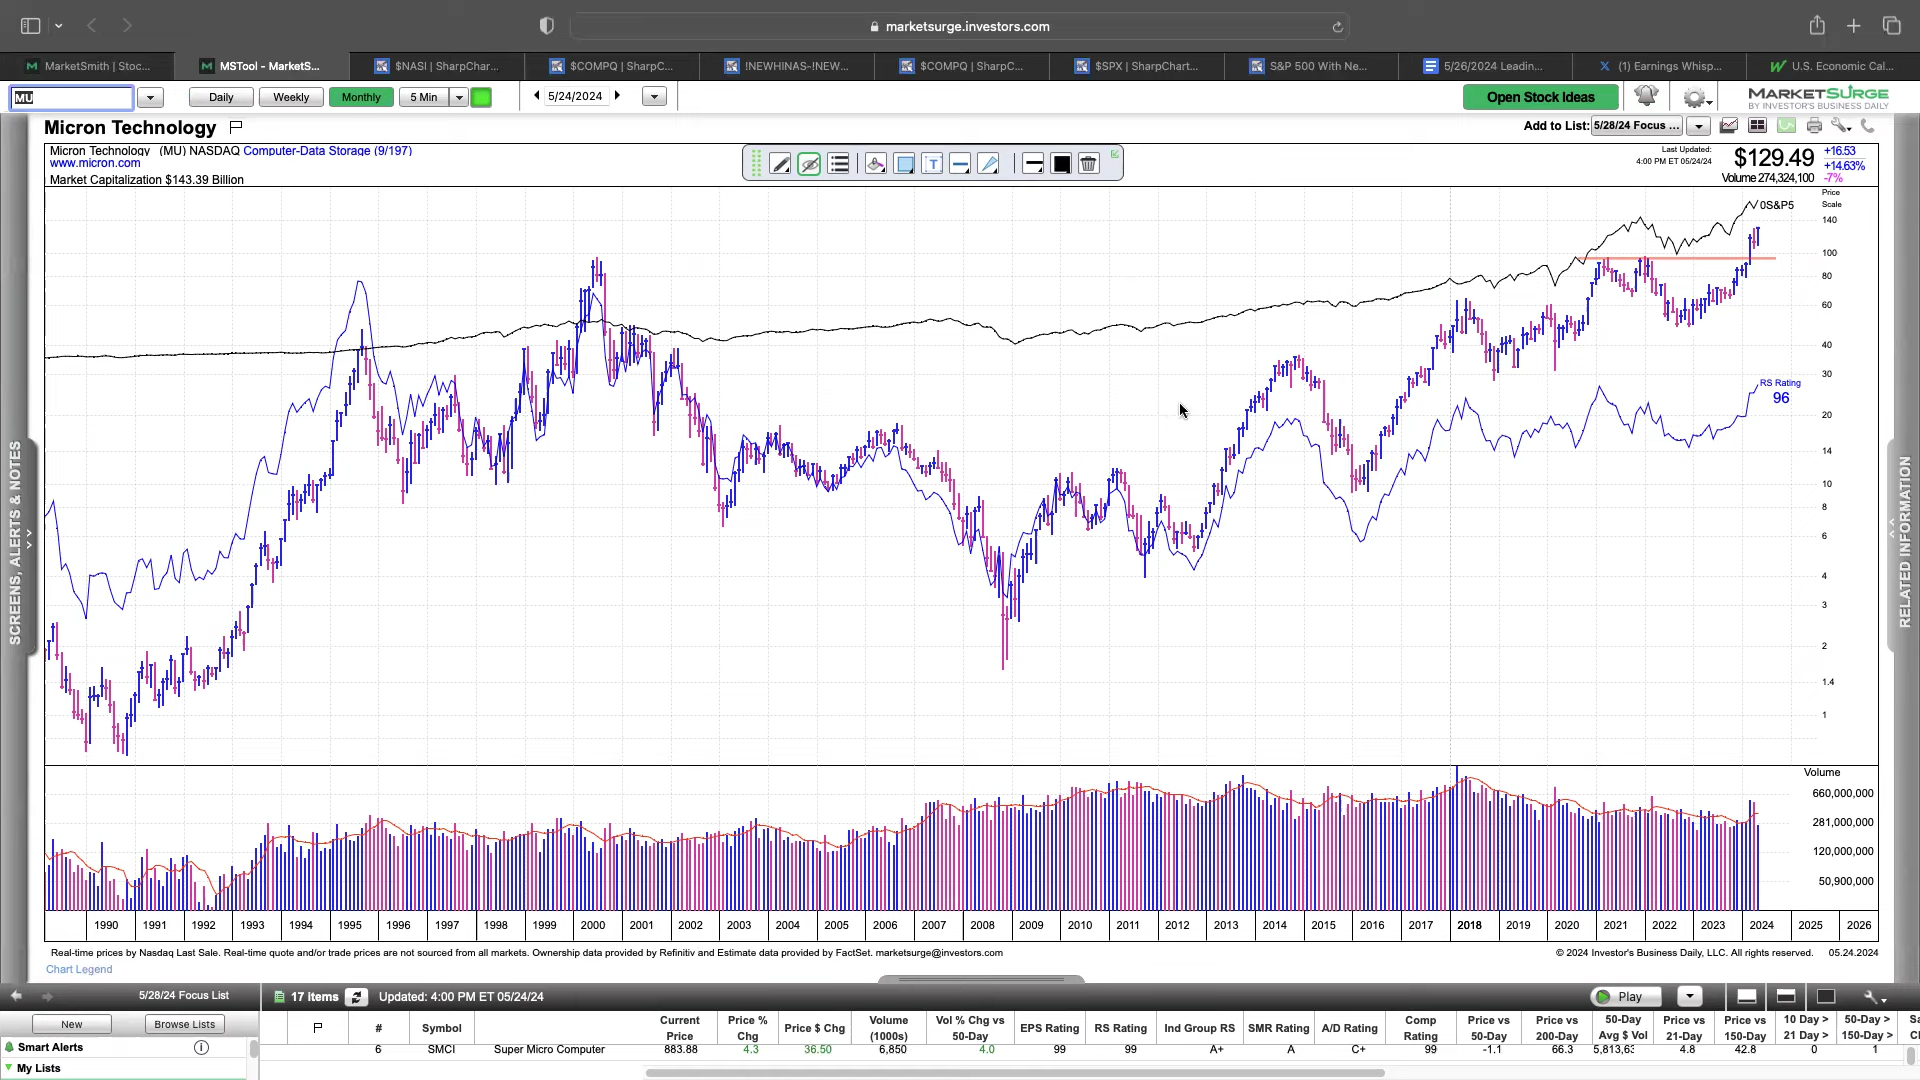 marketsurge.investors.com
MarketSmith | Stoc...
MSTool - MarketS...
$NASI | SharpChar...
$COMPQ | SharpC...
!NEWHINAS-!NEW...
$COMPQ | SharpC...
$SPX | SharpChart...
S&P 500 With Ne...
5/26/2024 Leadin...
(1) Earnings Whisp...
U.S. Economic Cal...
MU
Daily
Weekly
Monthly
5 Min
5/24/2024
Open Stock Ideas
MARKETSURGE
BY INVESTOR'S BUSINESS DAILY
Micron Technology
Add to List: 5/28/24 Focus ...
Micron Technology (MU) NASDAQ Computer-Data Storage (9/197)
www.micron.com
Market Capitalization $143.39 Billion
Last Updated:
4:00 PM ET 05/24/24
$129.49
+16.53
+14.63%
Volume 274,324,100
-7%
Price
Scale
0S&P5
140
100
80
60
40
30
20
14
10
8
6
4
3
2
1.4
1
RS Rating
96
Volume
660,000,000
281,000,000
120,000,000
50,900,000
1990 1991 1992 1993 1994 1995 1996 1997 1998 1999 2000 2001 2002 2003 2004 2005 2006 2007 2008 2009 2010 2011 2012 2013 2014 2015 2016 2017 2018 2019 2020 2021 2022 2023 2024 2025 2026
Real-time prices by Nasdaq Last Sale. Real-time quote and/or trade prices are not sourced from all markets. Ownership data provided by Refinitiv and Estimate data provided by FactSet. marketsurge@investors.com
© 2024 Investor's Business Daily, LLC. All rights reserved.
05.24.2024
Chart Legend
SCREENS, ALERTS & NOTES
RELATED INFORMATION
5/28/24 Focus List
17 items
Updated: 4:00 PM ET 05/24/24
Play
New
Browse Lists
Smart Alerts
My Lists
# Symbol Current Price Price % Chg Price $ Chg Volume (1000s) Vol % Chg vs 50-Day EPS Rating RS Rating Ind Group RS SMR Rating A/D Rating Comp Rating Price vs 50-Day Price vs 200-Day 50-Day Avg $ Vol Price vs 21-Day Price vs 150-Day 10 Day > 21 Day > 50-Day > 150-Day >
6 SMCI Super Micro Computer 883.88 4.3 36.50 6,850 4.0 99 99 A+ A C+ 99 -1.1 66.3 4.8 42.8 0 1